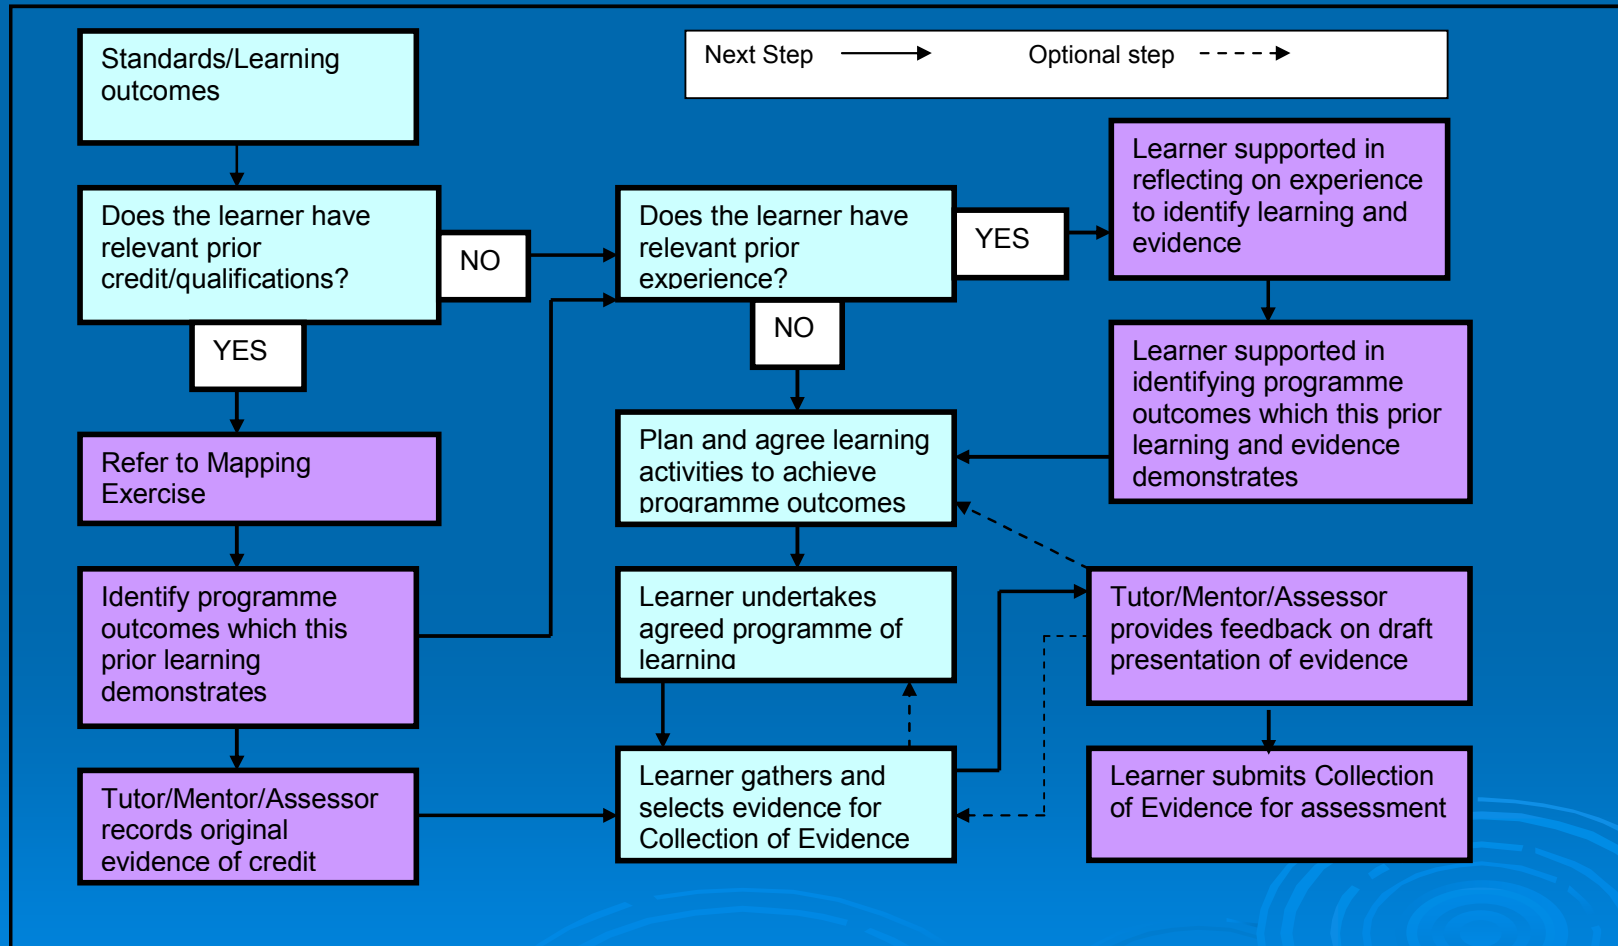 Standards/Learning
outcomes
Next Step
Optional step
Does the learner have
relevant prior
credit/qualifications?
NO
YES
Does the learner have
relevant prior
experience?
YES
NO
Learner supported in
reflecting on experience
to identify learning and
evidence
Learner supported in
identifying programme
outcomes which this prior
learning and evidence
demonstrates
Refer to Mapping
Exercise
Plan and agree learning
activities to achieve
programme outcomes
Identify programme
outcomes which this
prior learning
demonstrates
Learner undertakes
agreed programme of
learning
Tutor/Mentor/Assessor
provides feedback on draft
presentation of evidence
Tutor/Mentor/Assessor
records original
evidence of credit
Learner gathers and
selects evidence for
Collection of Evidence
Learner submits Collection
of Evidence for assessment